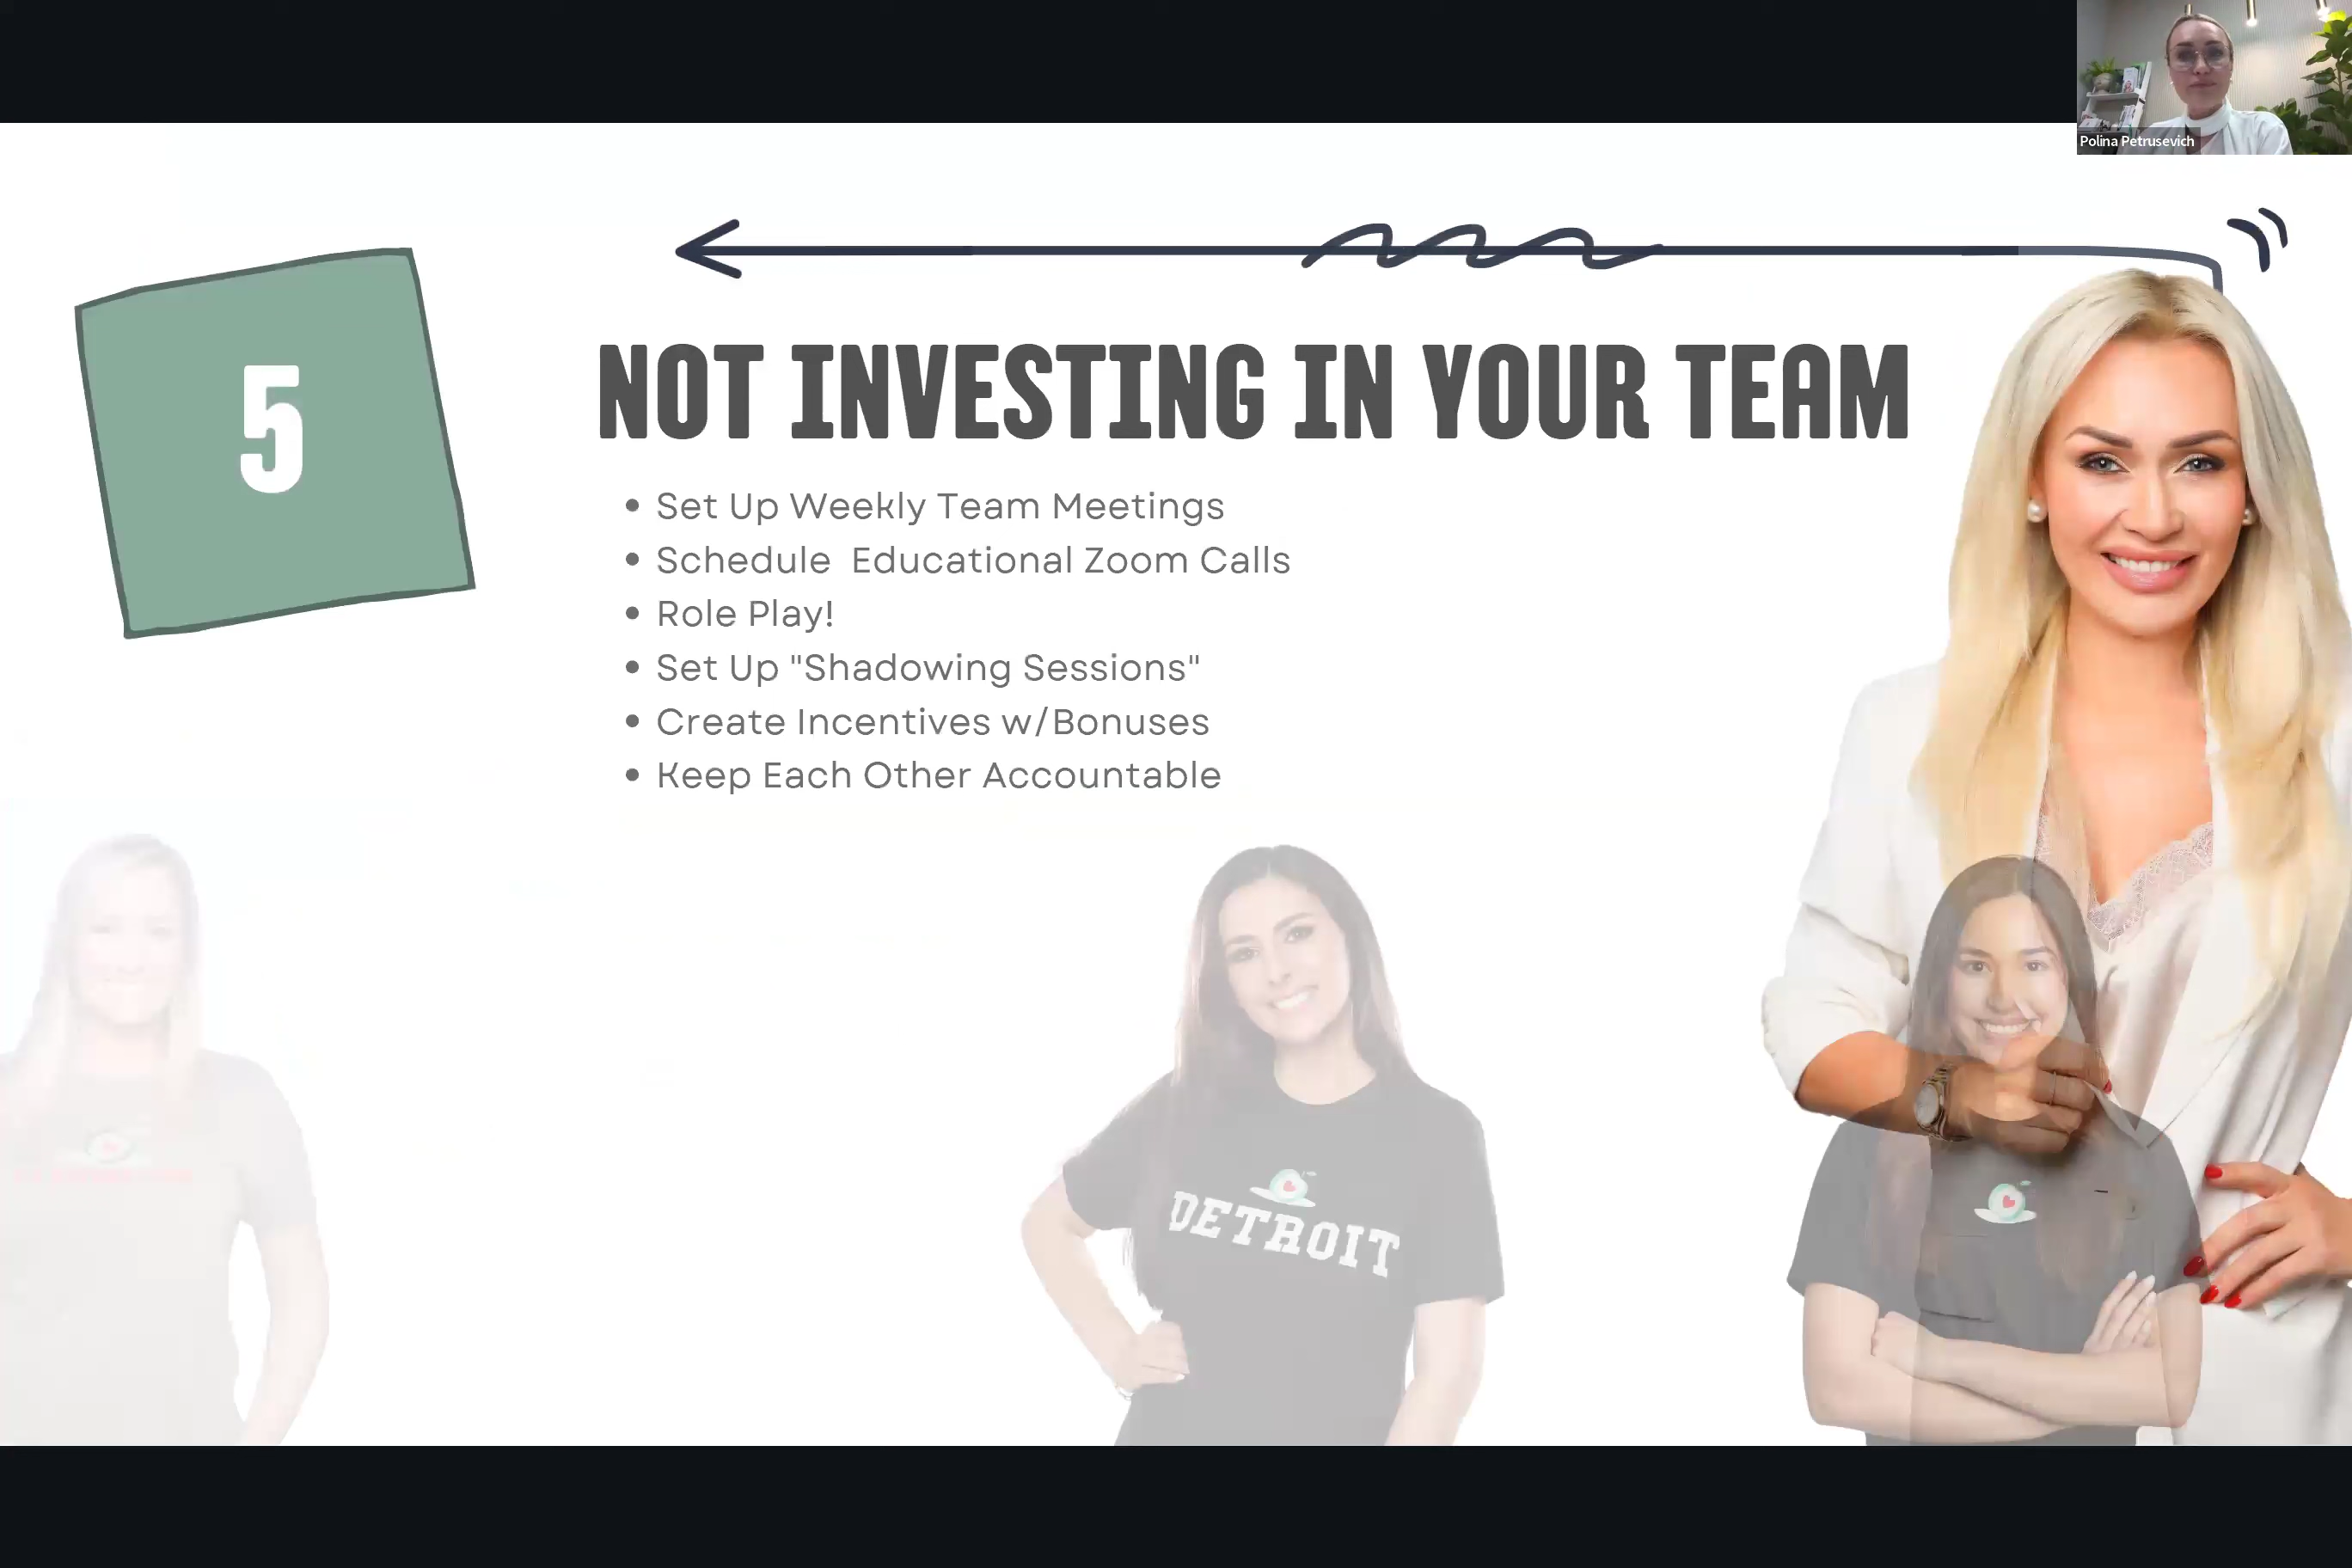 Polina Petrusevich
5
NOT INVESTING IN YOUR TEAM
Set Up Weekly Team Meetings
Schedule Educational Zoom Calls
Role Play!
Set Up "Shadowing Sessions"
Create Incentives w/Bonuses
Keep Each Other Accountable
DETROIT